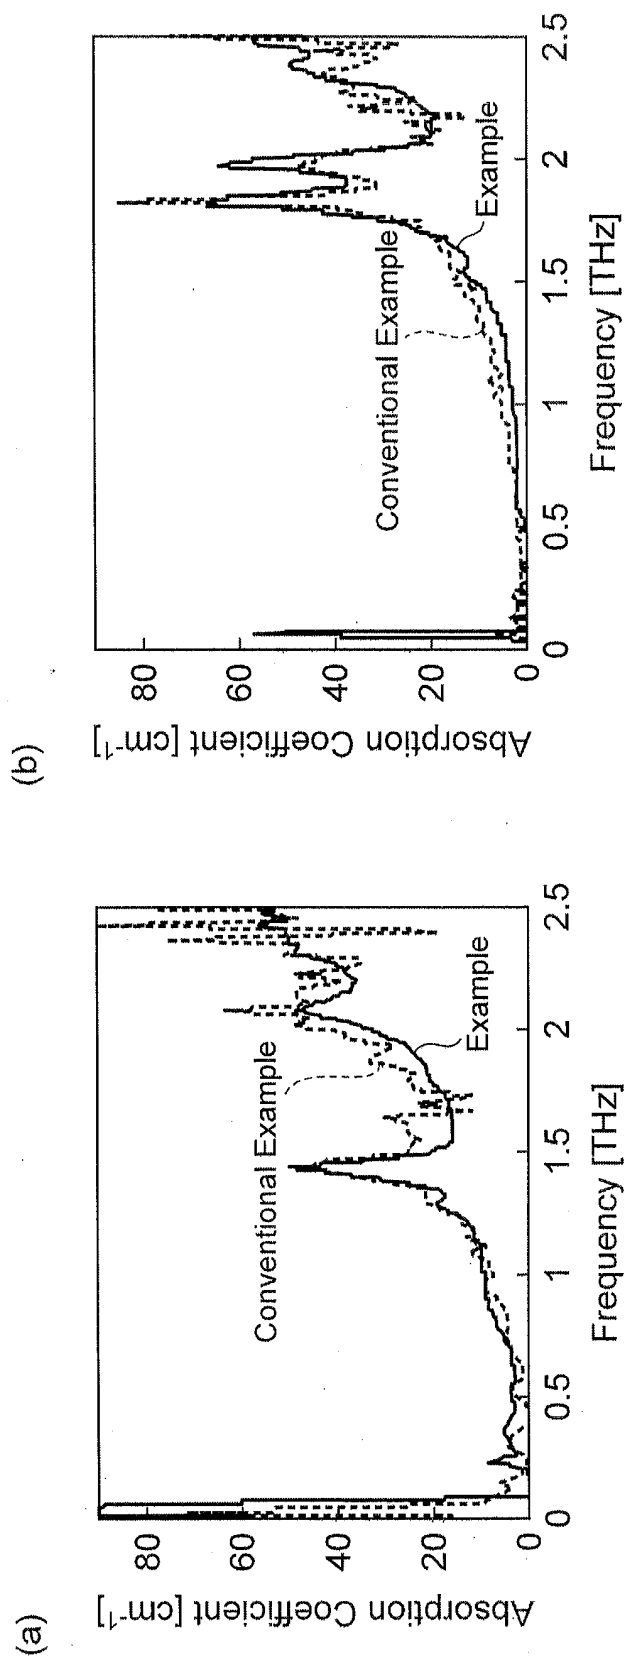 (a)
Absorption Coefficient [cm-1]
80
60
40
20
0
Conventional Example
Example
0
0.5
1
1.5
2
2.5
Frequency [THz]
(b)
Absorption Coefficient [cm-1]
80
60
40
20
0
Conventional Example
Example
0
0.5
1
1.5
2
2.5
Frequency [THz]